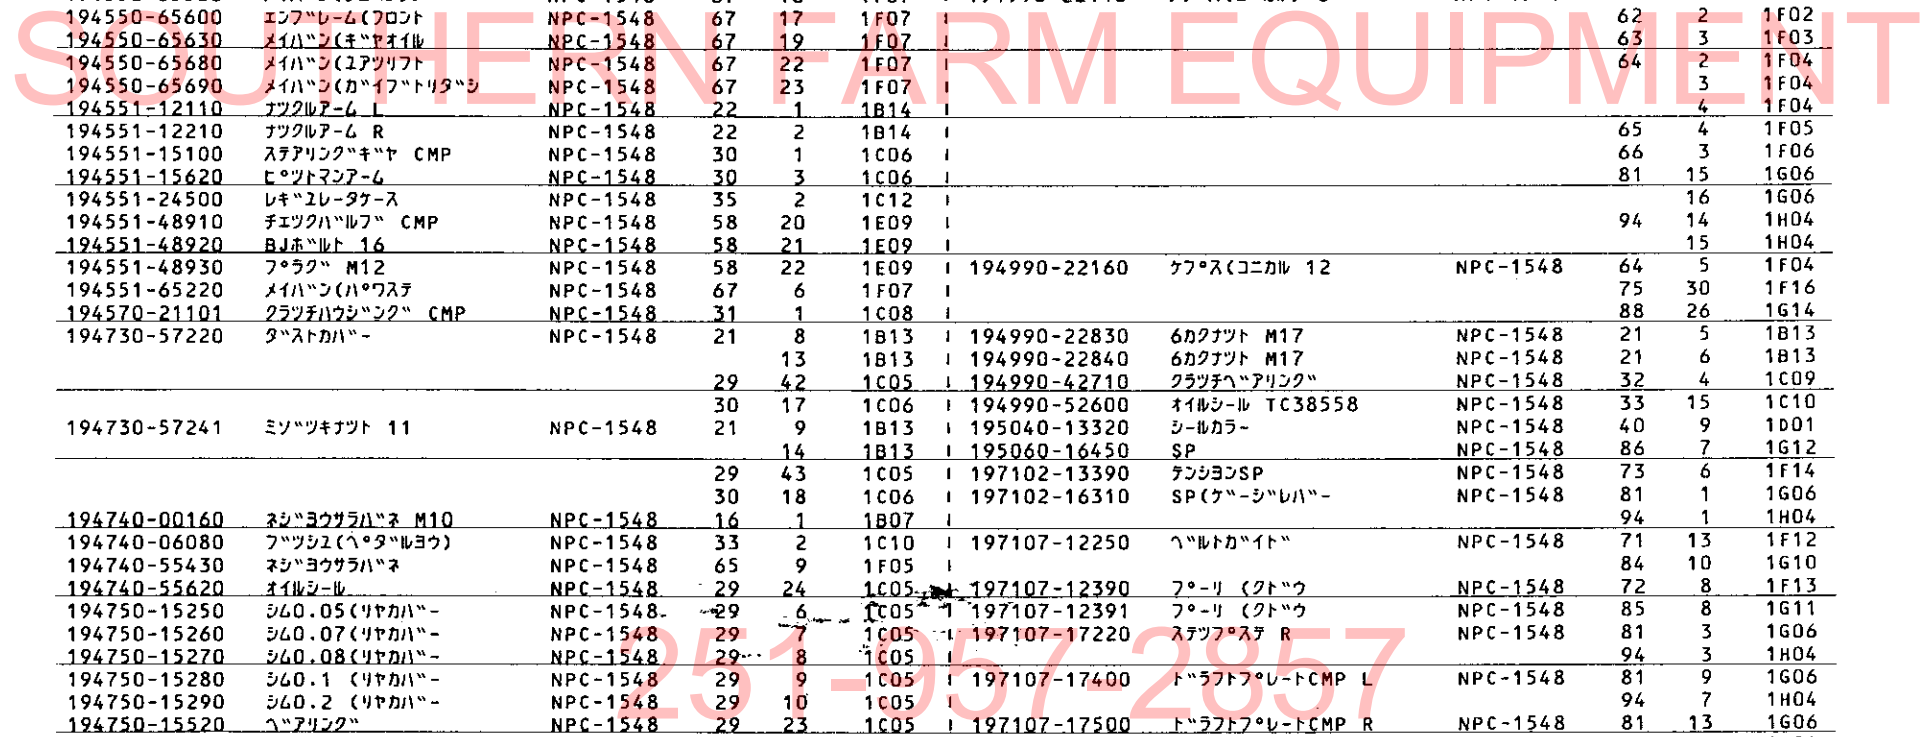 194550-65600 エンプレーム(フロント NPC-1548 67 17 1F07
194550-65630 メイバン(ギヤオイル NPC-1548 67 19 1F07
194550-65680 メイバン(ユアツリフト NPC-1548 67 22 1F07
194550-65690 メイバン(ガイブトリダシ NPC-1548 67 23 1F07
194551-12110 ナツクルアーム L NPC-1548 22 1 1B14
194551-12210 ナツクルアーム R NPC-1548 22 2 1B14
194551-15100 ステアリングギヤ CMP NPC-1548 30 1 1C06
194551-15620 ピツトマンアーム NPC-1548 30 3 1C06
194551-24500 レギユレータケース NPC-1548 35 2 1C12
194551-48910 チエツクバルブ CMP NPC-1548 58 20 1E09
194551-48920 BJボルト 16 NPC-1548 58 21 1E09
194551-48930 プラグ M12 NPC-1548 58 22 1E09
194551-65220 メイバン(パワステ NPC-1548 67 6 1F07
194570-21101 クラツチハウジング CMP NPC-1548 31 1 1C08
194730-57220 ダストカバー NPC-1548 21 8 1B13
13 1B13
29 42 1C05
30 17 1C06
194730-57241 ミゾツキナツト 11 NPC-1548 21 9 1B13
14 1B13
29 43 1C05
30 18 1C06
194740-00160 ネジヨウサラバネ M10 NPC-1548 16 1 1B07
194740-06080 ブツシユ(ペダルヨウ) NPC-1548 33 2 1C10
194740-55430 ネジヨウサラバネ NPC-1548 65 9 1F05
194740-55620 オイルシール NPC-1548 29 24 1C05
194750-15250 シム0.05(リヤカバー NPC-1548 29 6 1C05
194750-15260 シム0.07(リヤカバー NPC-1548 29 7 1C05
194750-15270 シム0.08(リヤカバー NPC-1548 29 8 1C05
194750-15280 シム0.1 (リヤカバー NPC-1548 29 9 1C05
194750-15290 シム0.2 (リヤカバー NPC-1548 29 10 1C05
194750-15520 ベアリング NPC-1548 29 23 1C05
62 2 1F02
63 3 1F03
64 2 1F04
3 1F04
4 1F04
65 4 1F05
66 3 1F06
81 15 1G06
16 1G06
94 14 1H04
15 1H04
194990-22160 ケプス(コニカル 12 NPC-1548 64 5 1F04
75 30 1F16
88 26 1G14
194990-22830 6カクナツト M17 NPC-1548 21 5 1B13
194990-22840 6カクナツト M17 NPC-1548 21 6 1B13
194990-42710 クラツチベアリング NPC-1548 32 4 1C09
194990-52600 オイルシール TC38558 NPC-1548 33 15 1C10
195040-13320 シールカラー NPC-1548 40 9 1D01
195060-16450 SP NPC-1548 86 7 1G12
197102-13390 テンシヨンSP NPC-1548 73 6 1F14
197102-16310 SP(ゲージレバー NPC-1548 81 1 1G06
94 1 1H04
197107-12250 ベルトガイド NPC-1548 71 13 1F12
84 10 1G10
197107-12390 プーリ (クドウ NPC-1548 72 8 1F13
197107-12391 プーリ (クドウ NPC-1548 85 8 1G11
197107-17220 ステツプステ R NPC-1548 81 3 1G06
94 3 1H04
197107-17400 ドラフトプレートCMP L NPC-1548 81 9 1G06
94 7 1H04
197107-17500 ドラフトプレートCMP R NPC-1548 81 13 1G06
SOUTHERN FARM EQUIPMENT
251-957-2857